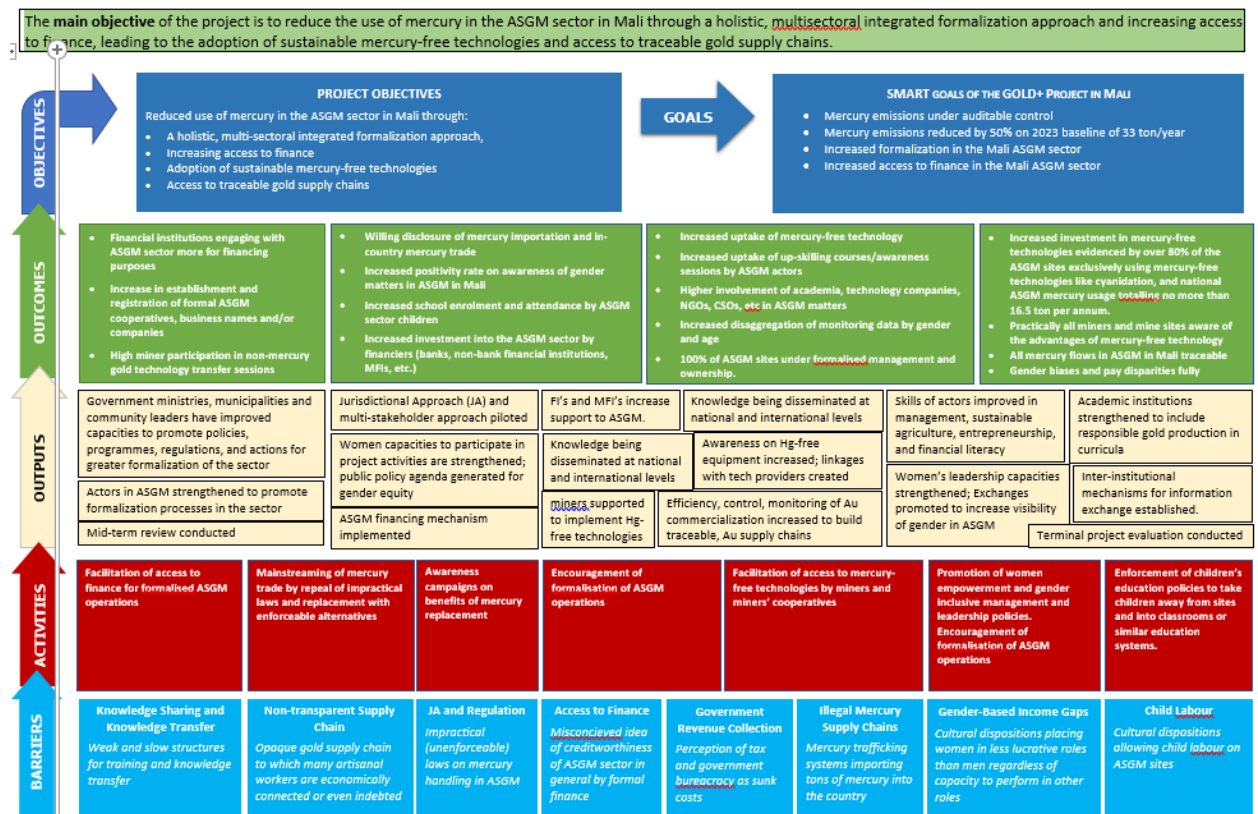 The main objective of the project is to reduce the use of mercury in the ASGM sector in Mali through a holistic, multisectoral integrated formalization approach and increasing access
to finance, leading to the adoption of sustainable mercury-free technologies and access to traceable gold supply chains.
OBJECTIVES
PROJECT OBJECTIVES
Reduced use of mercury in the ASGM sector in Mali through:
• A holistic, multi-sectoral integrated formalization approach,
• Increasing access to finance
• Adoption of sustainable mercury-free technologies
• Access to traceable gold supply chains
GOALS
SMART GOALS OF THE GOLD+ PROJECT IN MALI
• Mercury emissions under auditable control
• Mercury emissions reduced by 50% on 2023 baseline of 33 ton/year
• Increased formalization in the Mali ASGM sector
• Increased access to finance in the Mali ASGM sector
OUTCOMES
• Financial institutions engaging with
ASGM sector more for financing
purposes
• Increase in establishment and
registration of formal ASGM
cooperatives, business names and/or
companies
• High miner participation in non-mercury
gold technology transfer sessions
• Willing disclosure of mercury importation and in-
country mercury trade
• Increased positivity rate on awareness of gender
matters in ASGM in Mali
• Increased school enrolment and attendance by ASGM
sector children
• Increased investment into the ASGM sector by
financiers (banks, non-bank financial institutions,
MFIs, etc.)
• Increased uptake of mercury-free technology
• Increased uptake of up-skilling courses/awareness
sessions by ASGM actors
• Higher involvement of academia, technology companies,
NGOs, CSOs, etc in ASGM matters
• Increased disaggregation of monitoring data by gender
and age
• 100% of ASGM sites under formalised management and
ownership.
• Increased investment in mercury-free
technologies evidenced by over 80% of the
ASGM sites exclusively using mercury-free
technologies like cyanidation, and national
ASGM mercury usage totalling no more than
16.5 ton per annum.
• Practically all miners and mine sites aware of
the advantages of mercury-free technology
• All mercury flows in ASGM in Mali traceable
• Gender biases and pay disparities fully
OUTPUTS
Government ministries, municipalities and
community leaders have improved
capacities to promote policies,
programmes, regulations, and actions for
greater formalization of the sector
Actors in ASGM strengthened to promote
formalization processes in the sector
Mid-term review conducted
Jurisdictional Approach (JA) and
multi-stakeholder approach piloted
Women capacities to participate in
project activities are strengthened;
public policy agenda generated for
gender equity
ASGM financing mechanism
implemented
FI's and MFI's increase
support to ASGM.
Knowledge being
disseminated at national
and international levels
miners supported
to implement Hg-
free technologies
Knowledge being disseminated at
national and international levels
Awareness on Hg-free
equipment increased; linkages
with tech providers created
Efficiency, control, monitoring of Au
commercialization increased to build
traceable, Au supply chains
Skills of actors improved in
management, sustainable
agriculture, entrepreneurship,
and financial literacy
Women's leadership capacities
strengthened; Exchanges
promoted to increase visibility
of gender in ASGM
Academic institutions
strengthened to include
responsible gold production in
curricula
Inter-institutional
mechanisms for information
exchange established.
Terminal project evaluation conducted
ACTIVITIES
Facilitation of access to
finance for formalised ASGM
operations
Mainstreaming of mercury
trade by repeal of impractical
laws and replacement with
enforceable alternatives
Awareness
campaigns on
benefits of mercury
replacement
Encouragement of
formalisation of ASGM
operations
Facilitation of access to mercury-
free technologies by miners and
miners' cooperatives
Promotion of women
empowerment and gender
inclusive management and
leadership policies.
Encouragement of
formalisation of ASGM
operations
Enforcement of children's
education policies to take
children away from sites
and into classrooms or
similar education
systems.
BARRIERS
Knowledge Sharing and
Knowledge Transfer
Weak and slow structures
for training and knowledge
transfer
Non-transparent Supply
Chain
Opaque gold supply chain
to which many artisanal
workers are economically
connected or even indebted
JA and Regulation
Impractical
(unenforceable)
laws on mercury
handling in ASGM
Access to Finance
Misconcieved idea
of creditworthiness
of ASGM sector in
general by formal
finance
Government
Revenue Collection
Perception of tax
and government
bureacracy as sunk
costs
Illegal Mercury
Supply Chains
Mercury trafficking
systems importing
tons of mercury into
the country
Gender-Based Income Gaps
Cultural dispositions placing
women in less lucrative roles
than men regardless of
capacity to perform in other
roles
Child Labour
Cultural dispositions
allowing child labour on
ASGM sites